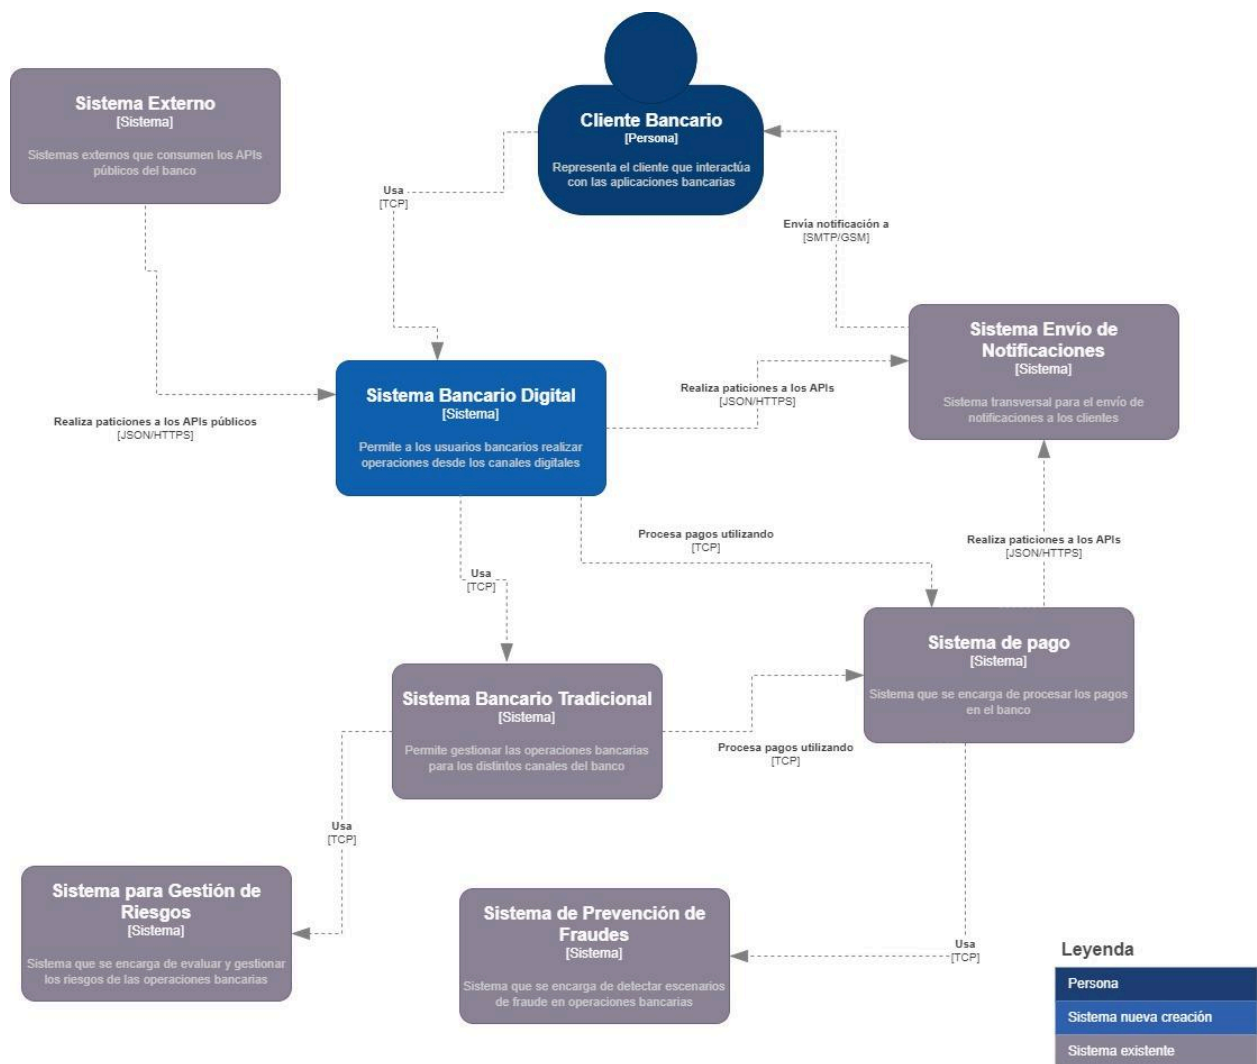 Sistema Externo
[Sistema]
Sistemas externos que consumen los APIs
públicos del banco
Cliente Bancario
[Persona]
Representa el cliente que interactúa
con las aplicaciones bancarias
Usa
[TCP]
Envía notificación a
[SMTP/GSM]
Sistema Envío de
Notificaciones
[Sistema]
Sistema transversal para el envío de
notificaciones a los clientes
Sistema Bancario Digital
[Sistema]
Permite a los usuarios bancarios realizar
operaciones desde los canales digitales
Realiza paticiones a los APIs
[JSON/HTTPS]
Realiza paticiones a los APIs públicos
[JSON/HTTPS]
Procesa pagos utilizando
[TCP]
Realiza paticiones a los APIs
[JSON/HTTPS]
Usa
[TCP]
Sistema de pago
[Sistema]
Sistema que se encarga de procesar los pagos
en el banco
Sistema Bancario Tradicional
[Sistema]
Permite gestionar las operaciones bancarias
para los distintos canales del banco
Procesa pagos utilizando
[TCP]
Usa
[TCP]
Sistema para Gestión de
Riesgos
[Sistema]
Sistema que se encarga de evaluar y gestionar
los riesgos de las operaciones bancarias
Sistema de Prevención de
Fraudes
[Sistema]
Sistema que se encarga de detectar escenarios
de fraude en operaciones bancarias
Usa
[TCP]
Leyenda
Persona
Sistema nueva creación
Sistema existente